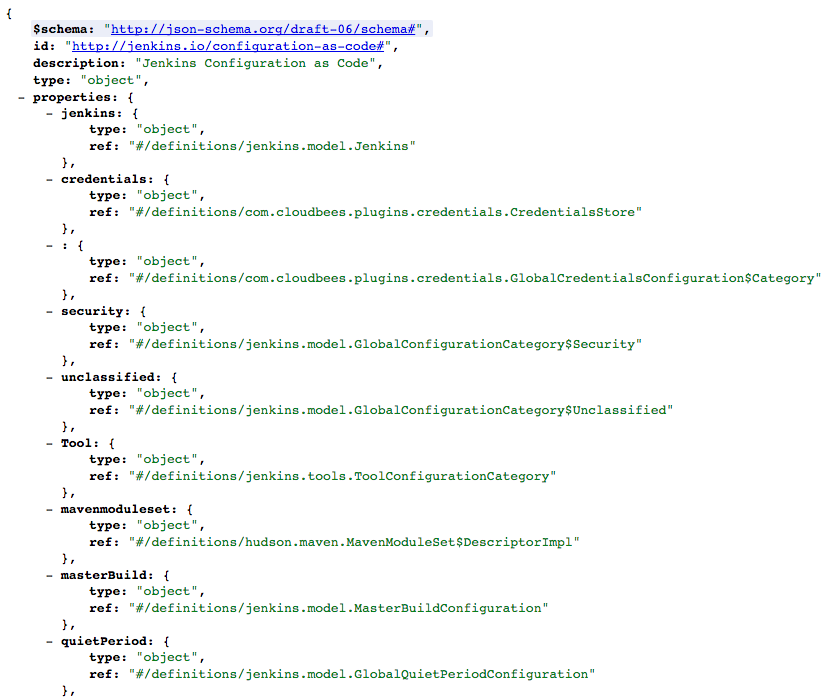 {
$schema: "http://json-schema.org/draft-06/schema#",
id: "http://jenkins.io/configuration-as-code#",
description: "Jenkins Configuration as Code",
type: "object",
- properties: {
- jenkins: {
type: "object",
ref: "#/definitions/jenkins.model.Jenkins"
},
- credentials: {
type: "object",
ref: "#/definitions/com.cloudbees.plugins.credentials.CredentialsStore"
},
- : {
type: "object",
ref: "#/definitions/com.cloudbees.plugins.credentials.GlobalCredentialsConfiguration$Category"
},
- security: {
type: "object",
ref: "#/definitions/jenkins.model.GlobalConfigurationCategory$Security"
},
- unclassified: {
type: "object",
ref: "#/definitions/jenkins.model.GlobalConfigurationCategory$Unclassified"
},
- Tool: {
type: "object",
ref: "#/definitions/jenkins.tools.ToolConfigurationCategory"
},
- mavenmoduleset: {
type: "object",
ref: "#/definitions/hudson.maven.MavenModuleSet$DescriptorImpl"
},
- masterBuild: {
type: "object",
ref: "#/definitions/jenkins.model.MasterBuildConfiguration"
},
- quietPeriod: {
type: "object",
ref: "#/definitions/jenkins.model.GlobalQuietPeriodConfiguration"
},